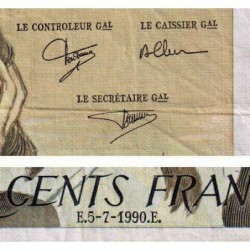 LE CONTROLEUR GAL LE CAISSIER GAL
LE SECRÉTAIRE GAL
CENTS FRAN
E.5-7-1990.E.